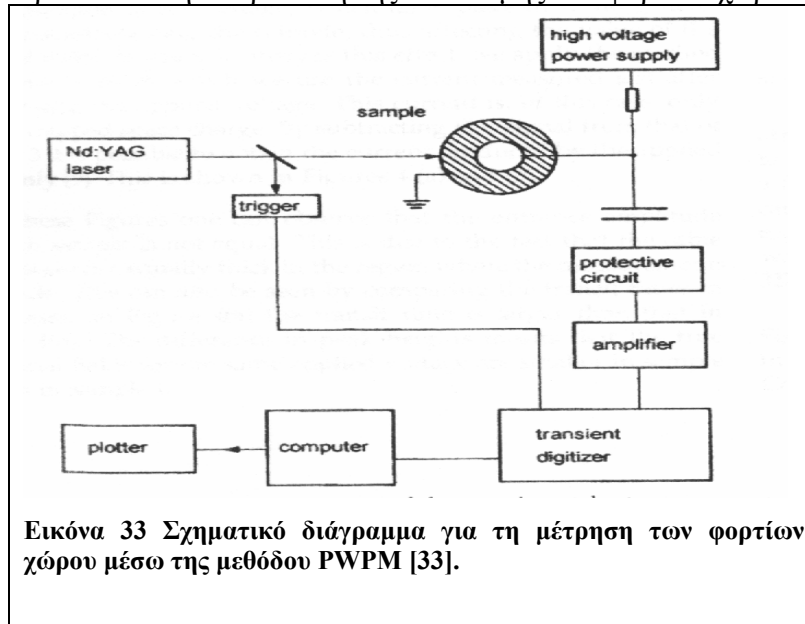 high voltage
power supply
sample
Nd:YAG
laser
trigger
protective
circuit
amplifier
transient
digitizer
computer
plotter
Εικόνα 33 Σχηματικό διάγραμμα για τη μέτρηση των φορτίων
χώρου μέσω της μεθόδου PWPM [33].